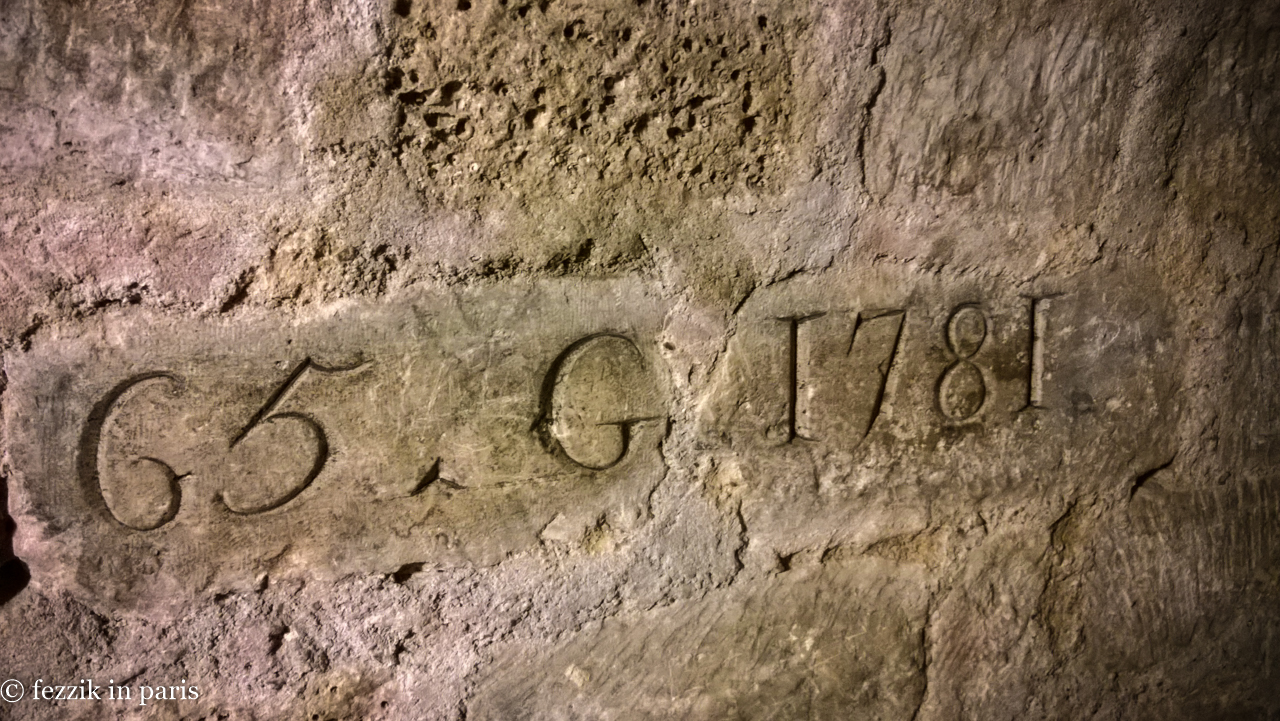 65 . G 1781
© fezzik in paris